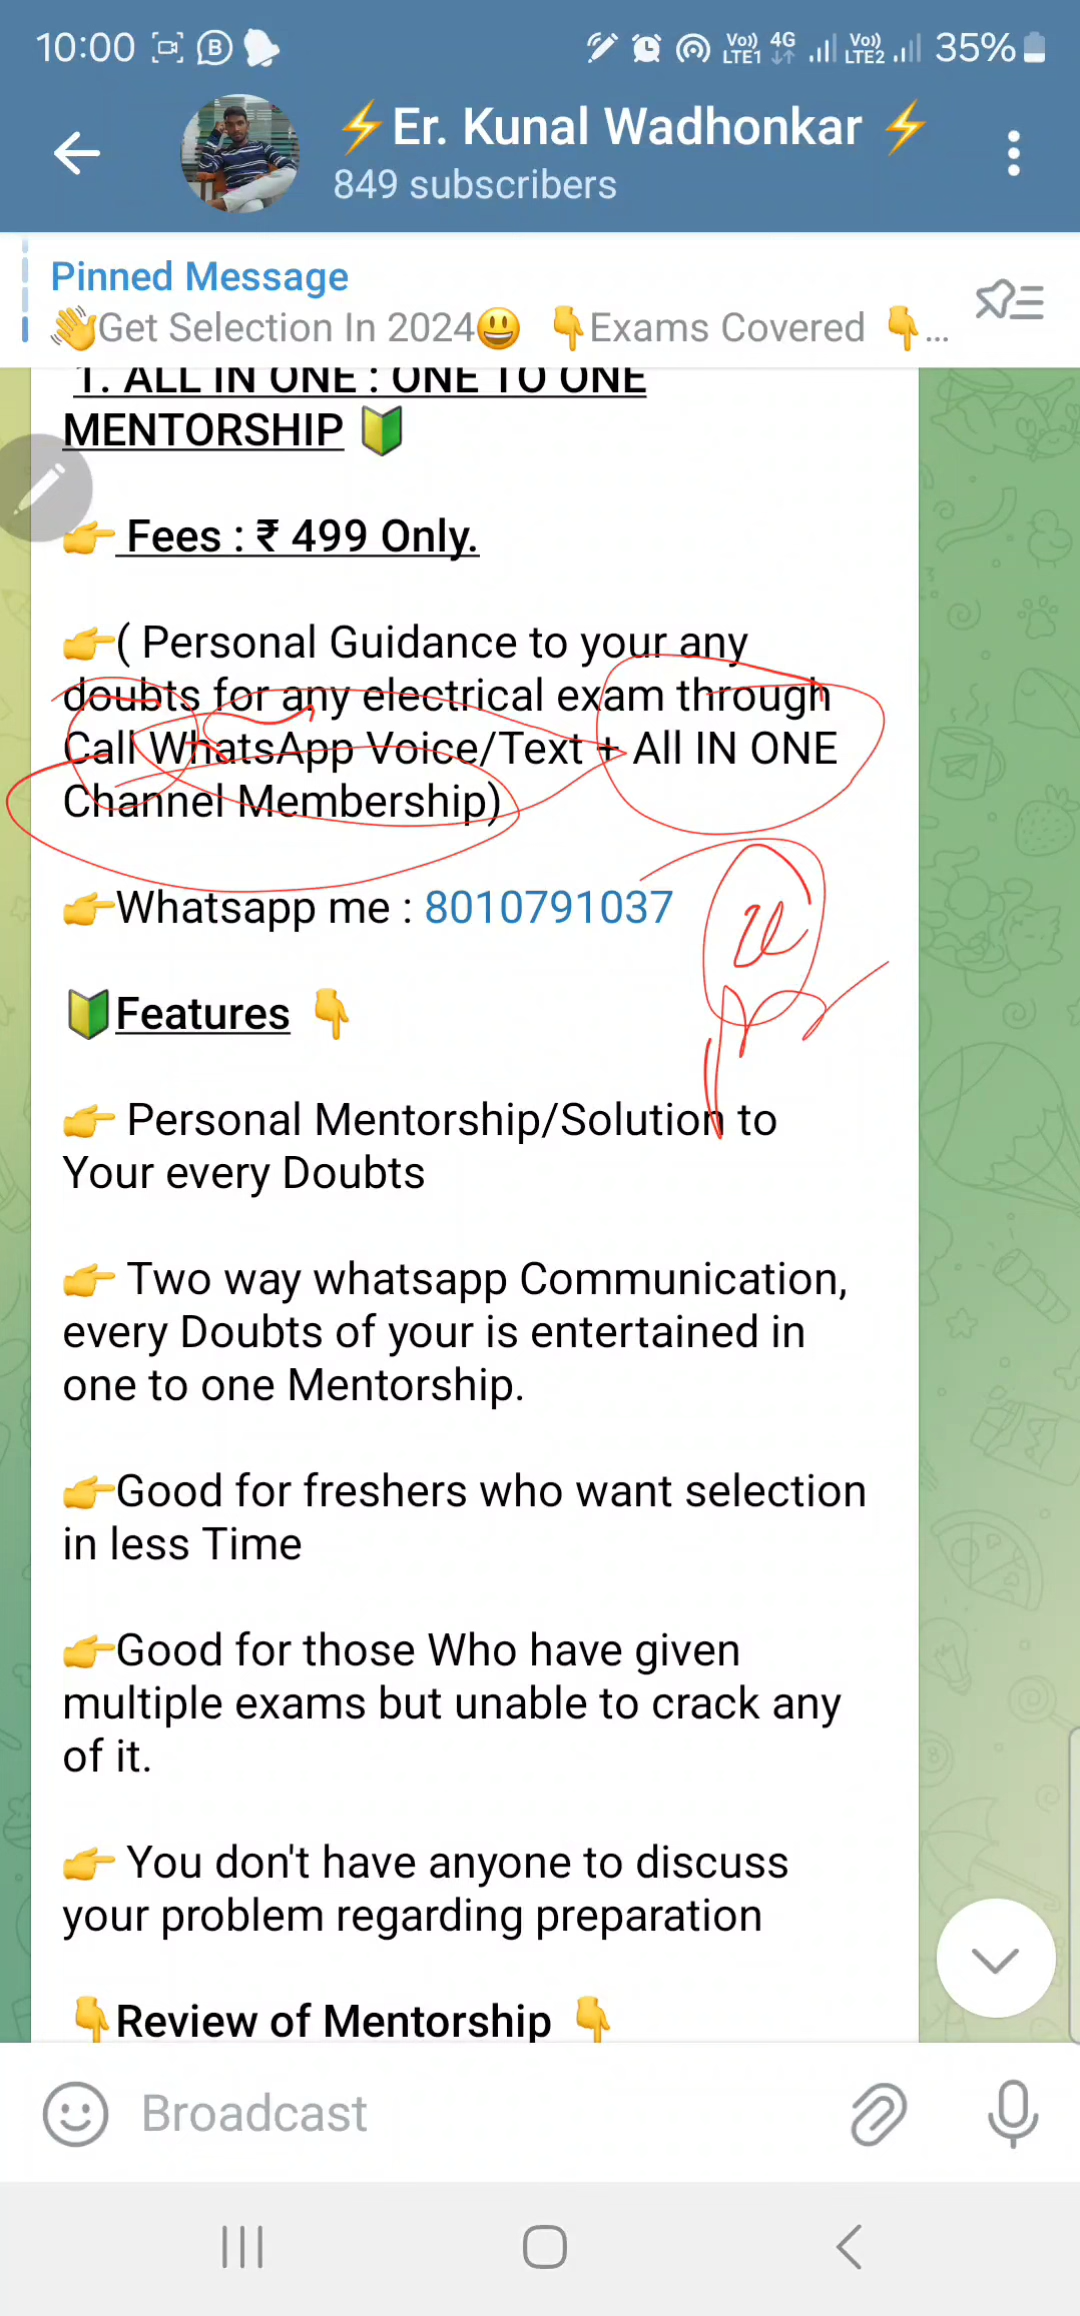 10:00
Vo)) LTE1 4G Vo)) LTE2 35%
⚡Er. Kunal Wadhonkar ⚡
849 subscribers
Pinned Message
👋Get Selection In 2024😃 👇Exams Covered 👇...
1. ALL IN ONE : ONE TO ONE
MENTORSHIP 🔰
👉 Fees : ₹ 499 Only.
👉( Personal Guidance to your any
doubts for any electrical exam through
Call WhatsApp Voice/Text + All IN ONE
Channel Membership)
👉Whatsapp me : 8010791037
🔰Features 👇
👉 Personal Mentorship/Solution to
Your every Doubts
👉 Two way whatsapp Communication,
every Doubts of your is entertained in
one to one Mentorship.
👉Good for freshers who want selection
in less Time
👉Good for those Who have given
multiple exams but unable to crack any
of it.
👉 You don't have anyone to discuss
your problem regarding preparation
👇Review of Mentorship 👇
Broadcast